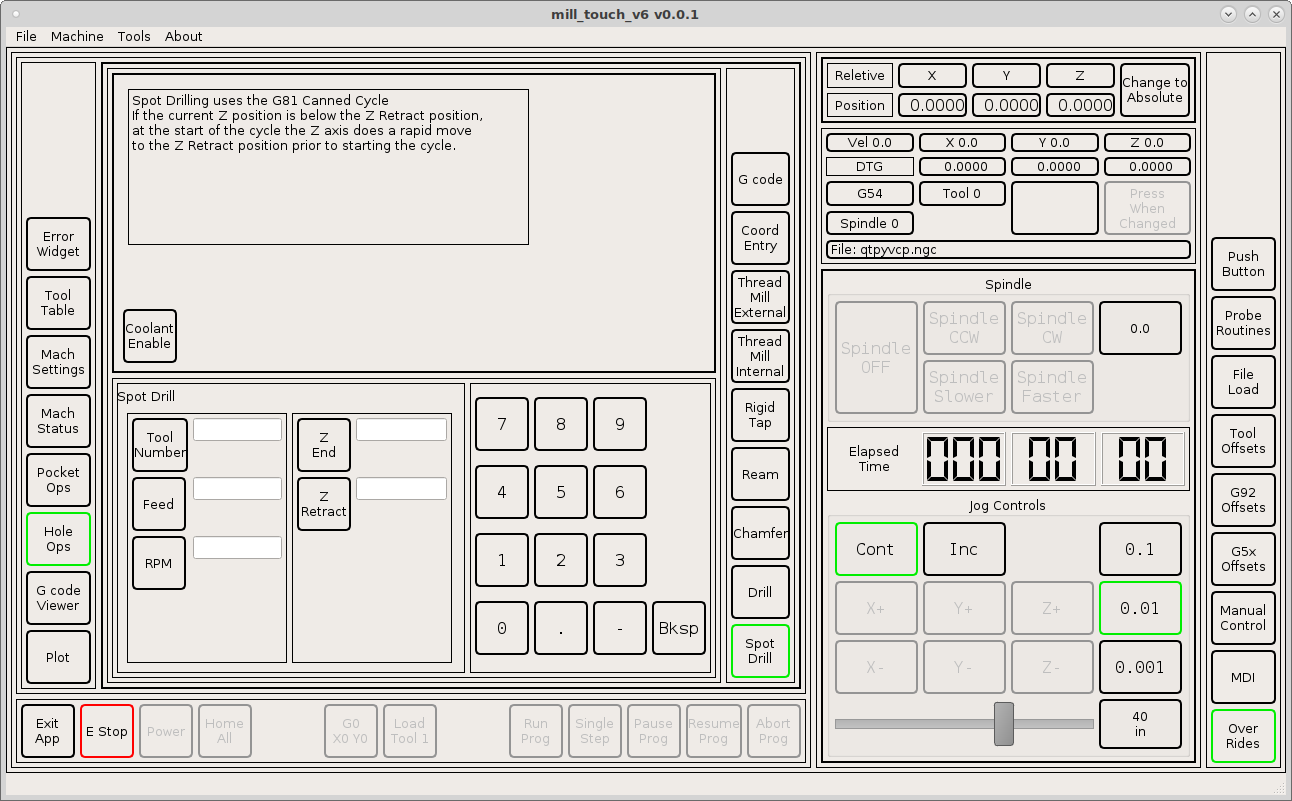 mill_touch_v6 v0.0.1
File Machine Tools About
Error
Widget
Tool
Table
Mach
Settings
Mach
Status
Pocket
Ops
Hole
Ops
G code
Viewer
Plot
Spot Drilling uses the G81 Canned Cycle
If the current Z position is below the Z Retract position,
at the start of the cycle the Z axis does a rapid move
to the Z Retract position prior to starting the cycle.
Coolant
Enable
Spot Drill
Tool
Number
Feed
RPM
Z
End
Z
Retract
7 8 9
4 5 6
1 2 3
0 . - Bksp
G code
Coord
Entry
Thread
Mill
External
Thread
Mill
Internal
Rigid
Tap
Ream
Chamfer
Drill
Spot
Drill
Exit
App
E Stop
Power
Home
All
G0
X0 Y0
Load
Tool 1
Run
Prog
Single
Step
Pause
Prog
Resume
Prog
Abort
Prog
Reletive X Y Z
Position 0.0000 0.0000 0.0000
Change to
Absolute
Vel 0.0 X 0.0 Y 0.0 Z 0.0
DTG 0.0000 0.0000 0.0000
G54 Tool 0
Press
When
Changed
Spindle 0
File: qtpyvcp.ngc
Spindle
Spindle
OFF
Spindle
CCW
Spindle
CW
0.0
Spindle
Slower
Spindle
Faster
Elapsed
Time
000 00 00
Jog Controls
Cont Inc 0.1
X+ Y+ Z+ 0.01
X- Y- Z- 0.001
40
in
Push
Button
Probe
Routines
File
Load
Tool
Offsets
G92
Offsets
G5x
Offsets
Manual
Control
MDI
Over
Rides